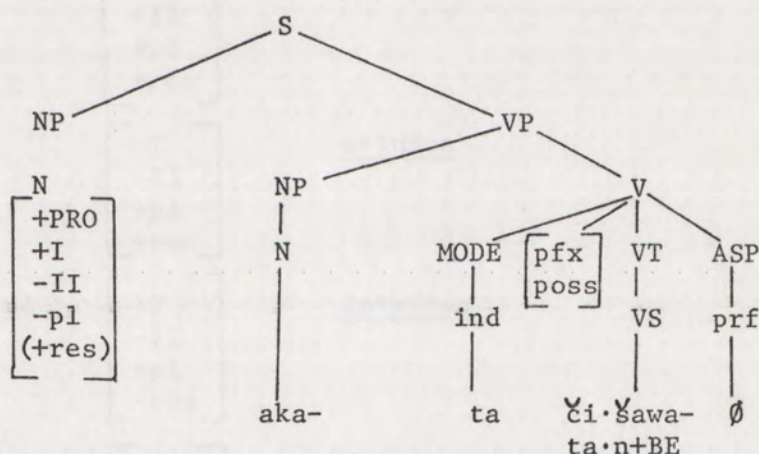 S
NP VP
N NP V
+PRO
+I N MODE pfx VT ASP
-II poss
-pl ind VS prf
(+res)
aka- ta či·šawa- Ø
ta·n+BE